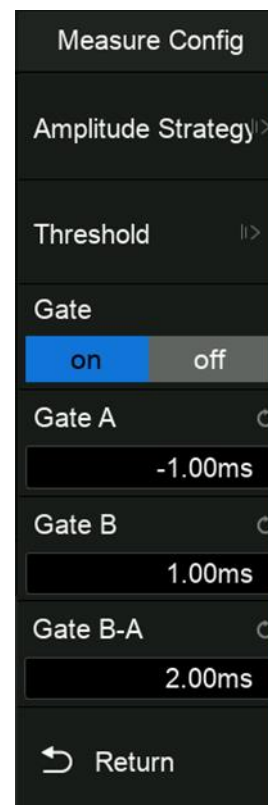 Measure Config
Amplitude Strategy
Threshold
Gate
on off
Gate A
-1.00ms
Gate B
1.00ms
Gate B-A
2.00ms
Return